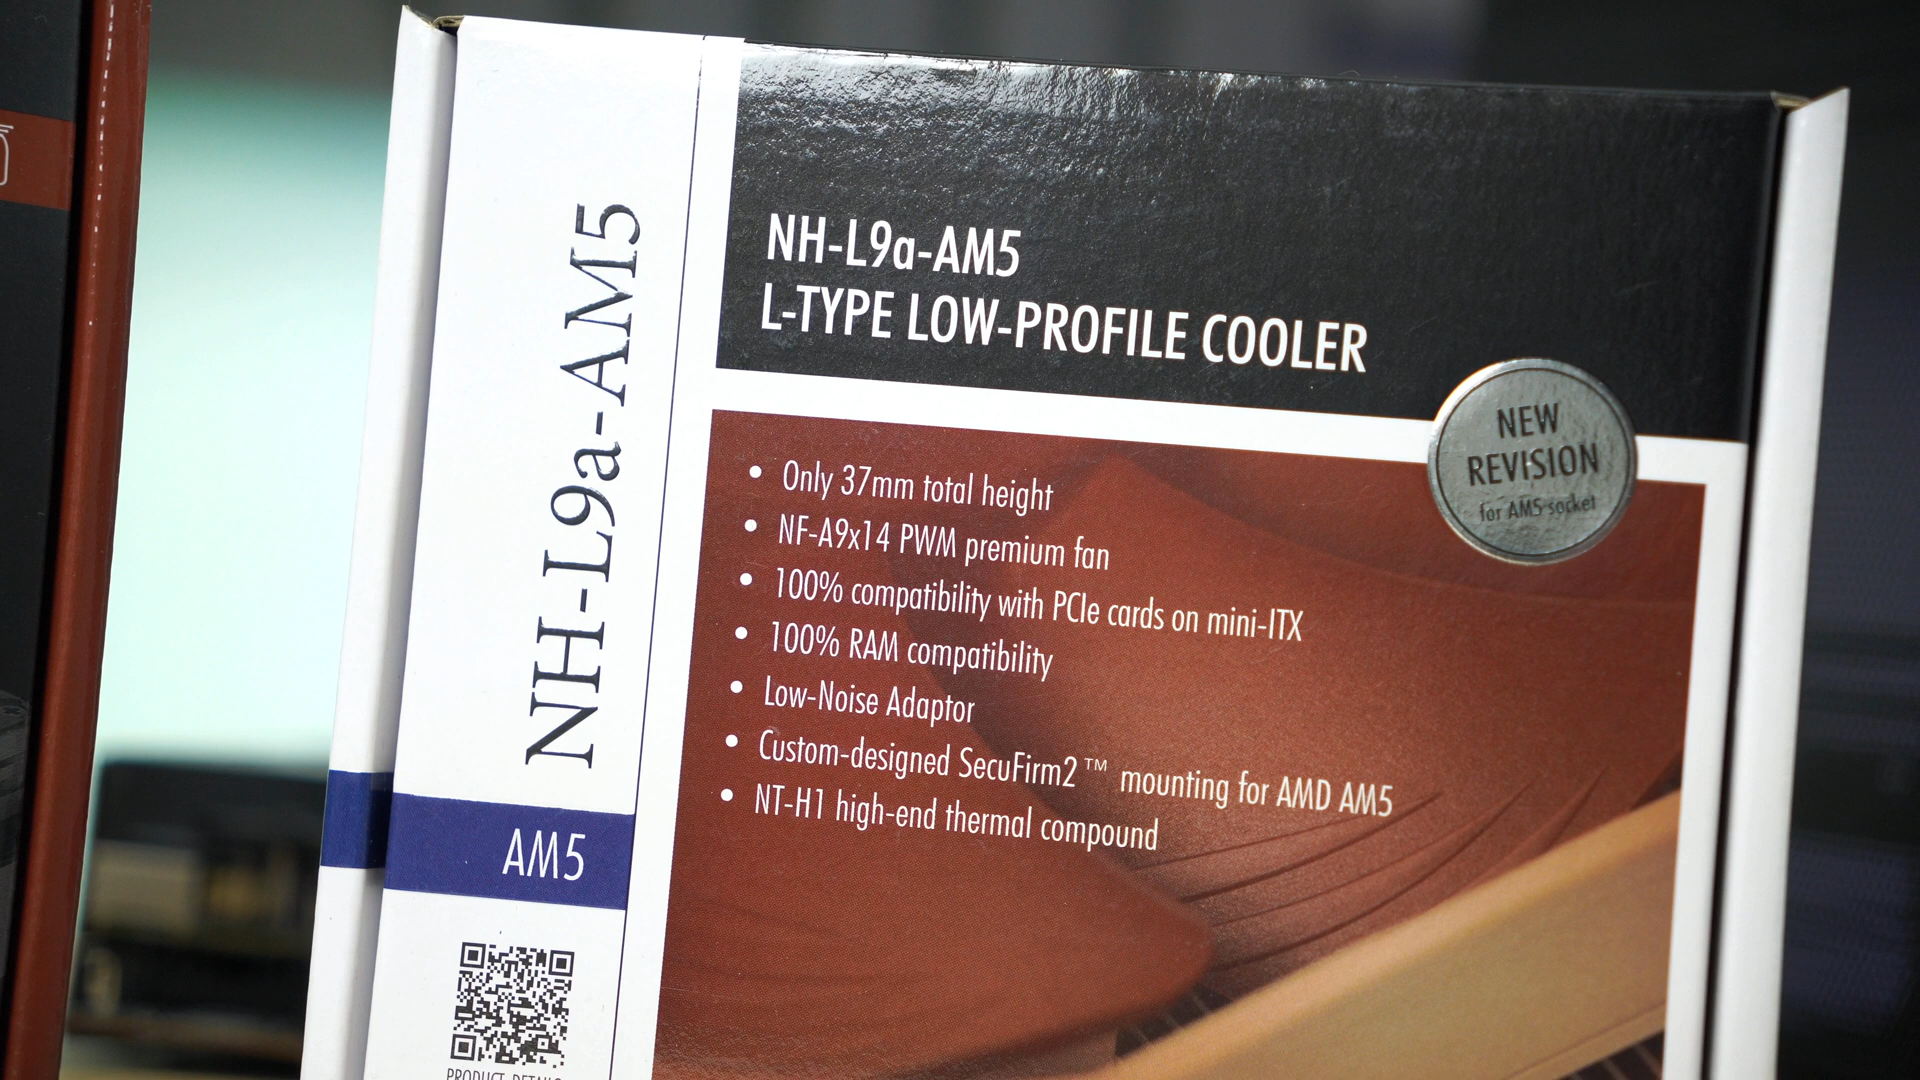 NH-L9a-AM5
AM5
NH-L9a-AM5
L-TYPE LOW-PROFILE COOLER
NEW
REVISION
for AM5 socket
• Only 37mm total height
• NF-A9x14 PWM premium fan
• 100% compatibility with PCIe cards on mini-ITX
• 100% RAM compatibility
• Low-Noise Adaptor
• Custom-designed SecuFirm2™ mounting for AMD AM5
• NT-H1 high-end thermal compound
PRODUCT DETAILS